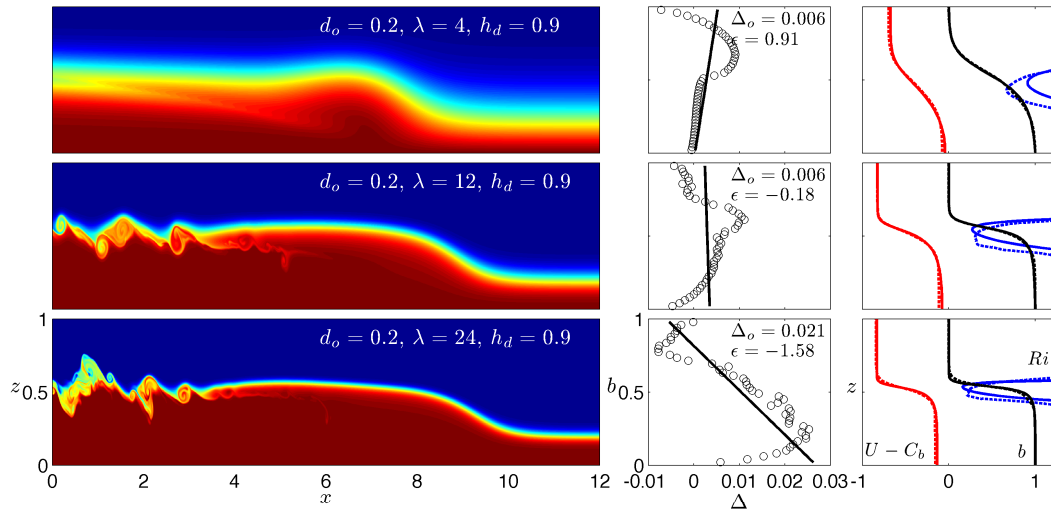 d_o = 0.2, λ = 4, h_d = 0.9
Δ_o = 0.006
ϵ = 0.91
d_o = 0.2, λ = 12, h_d = 0.9
Δ_o = 0.006
ϵ = −0.18
1
d_o = 0.2, λ = 24, h_d = 0.9
z
0.5
0
0 2 4 6 8 10 12
x
1
Δ_o = 0.021
ϵ = −1.58
b
0
-0.01 0 0.01 0.02 0.03
Δ
Ri
z
U − C_b
b
-1 0 1